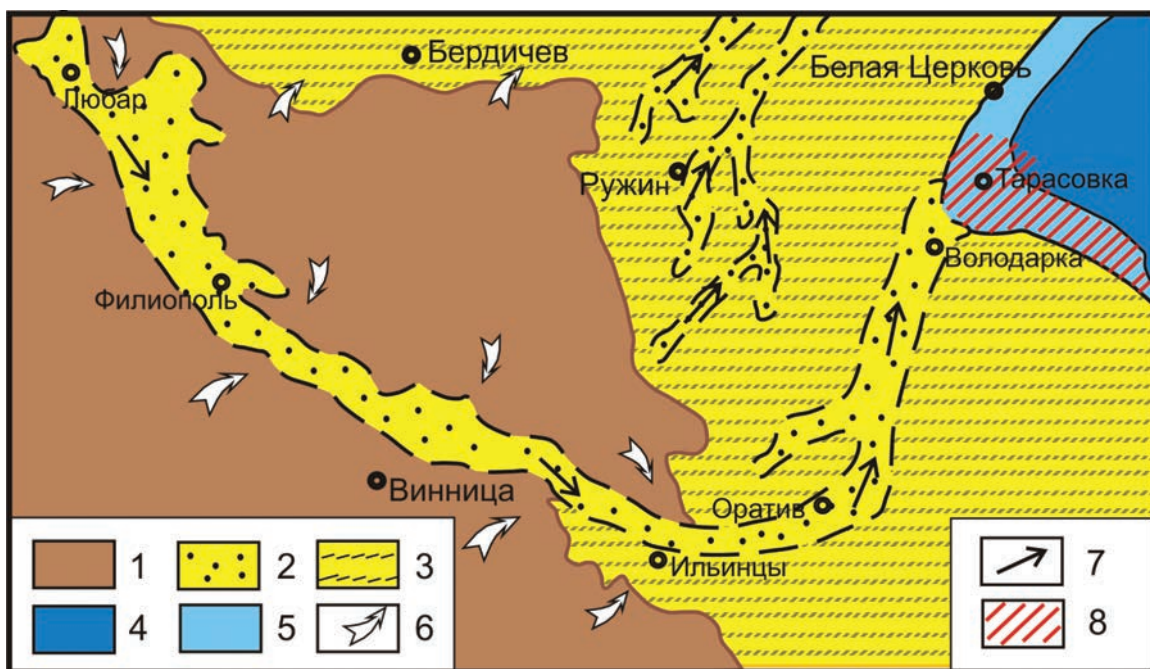 Бердичев
Любар
Белая Церковь
Ружин
Тарасовка
Володарка
Филиополь
Винница
Оратив
Ильинцы
1
2
3
4
5
6
7
8